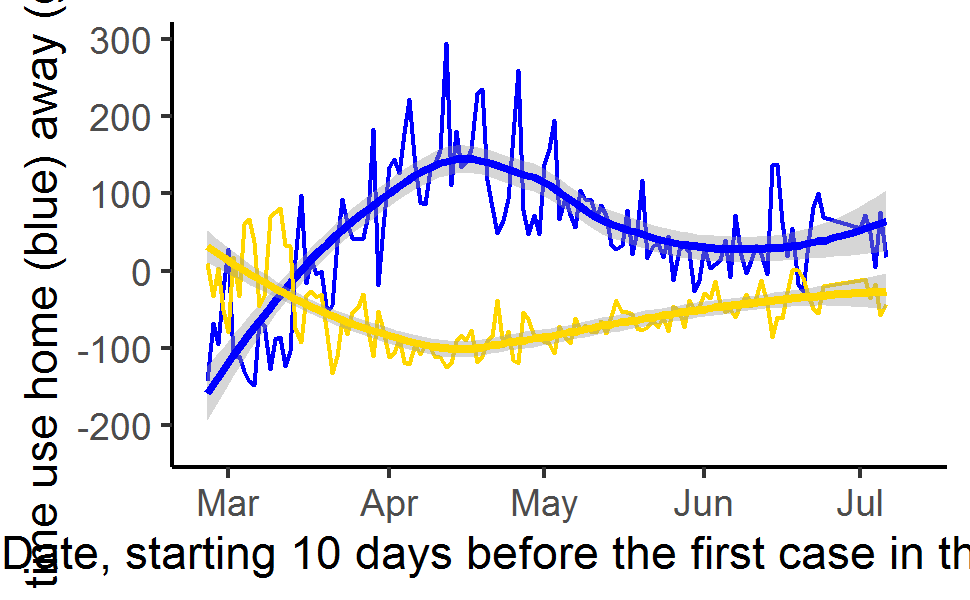 time use home (blue) away (
300
200
100
0
-100
-200
Mar Apr May Jun Jul
Date, starting 10 days before the first case in th